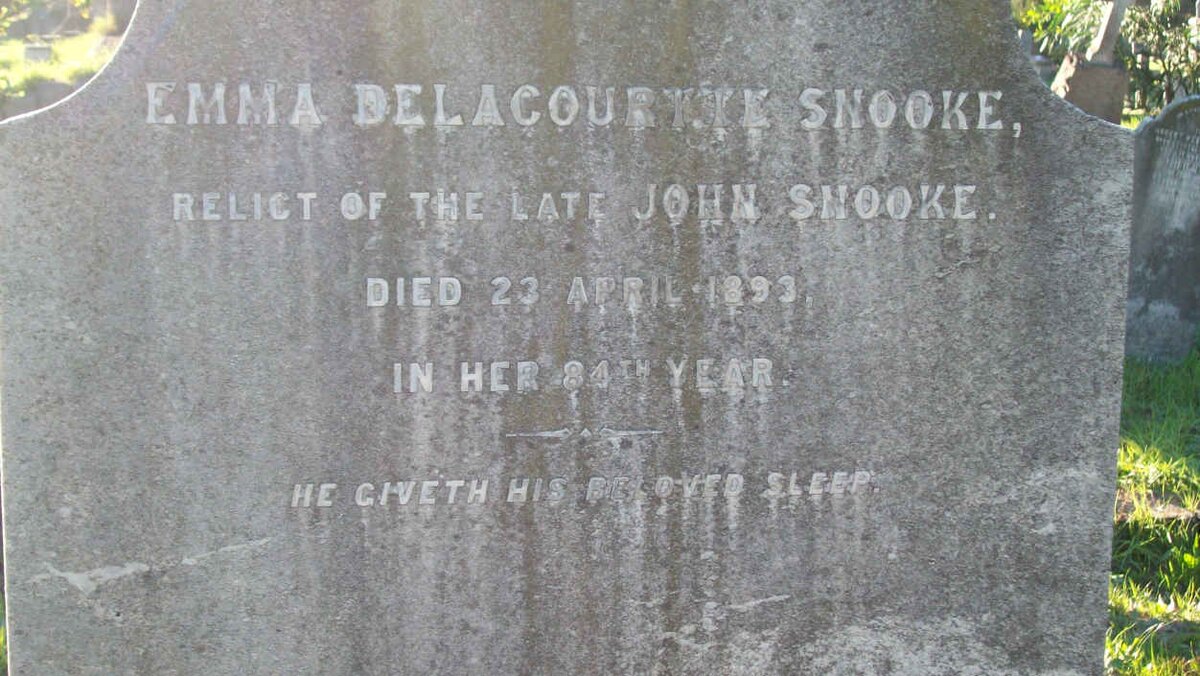 EMMA DELACOURTTE SNOOKE,
RELICT OF THE LATE JOHN SNOOKE.
DIED 23 APRIL 1893,
IN HER 84TH YEAR.
HE GIVETH HIS BELOVED SLEEP.